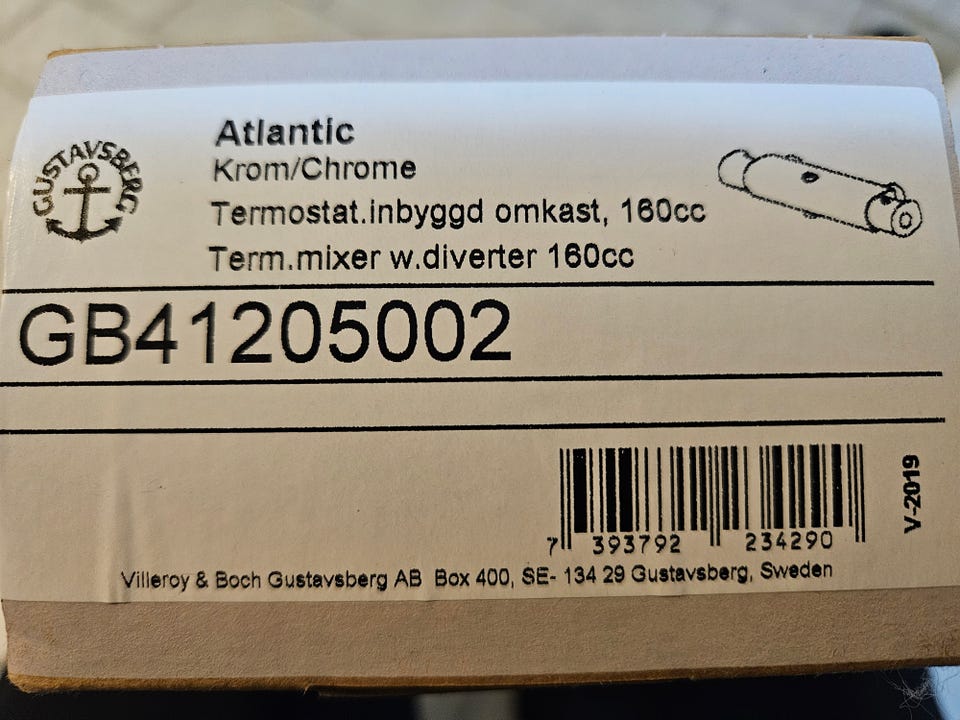 GUSTAVSBERG
Atlantic
Krom/Chrome
Termostat.inbyggd omkast, 160cc
Term.mixer w.diverter 160cc
GB41205002
V-2019
7 393792 234290
Villeroy & Boch Gustavsberg AB Box 400, SE- 134 29 Gustavsberg, Sweden